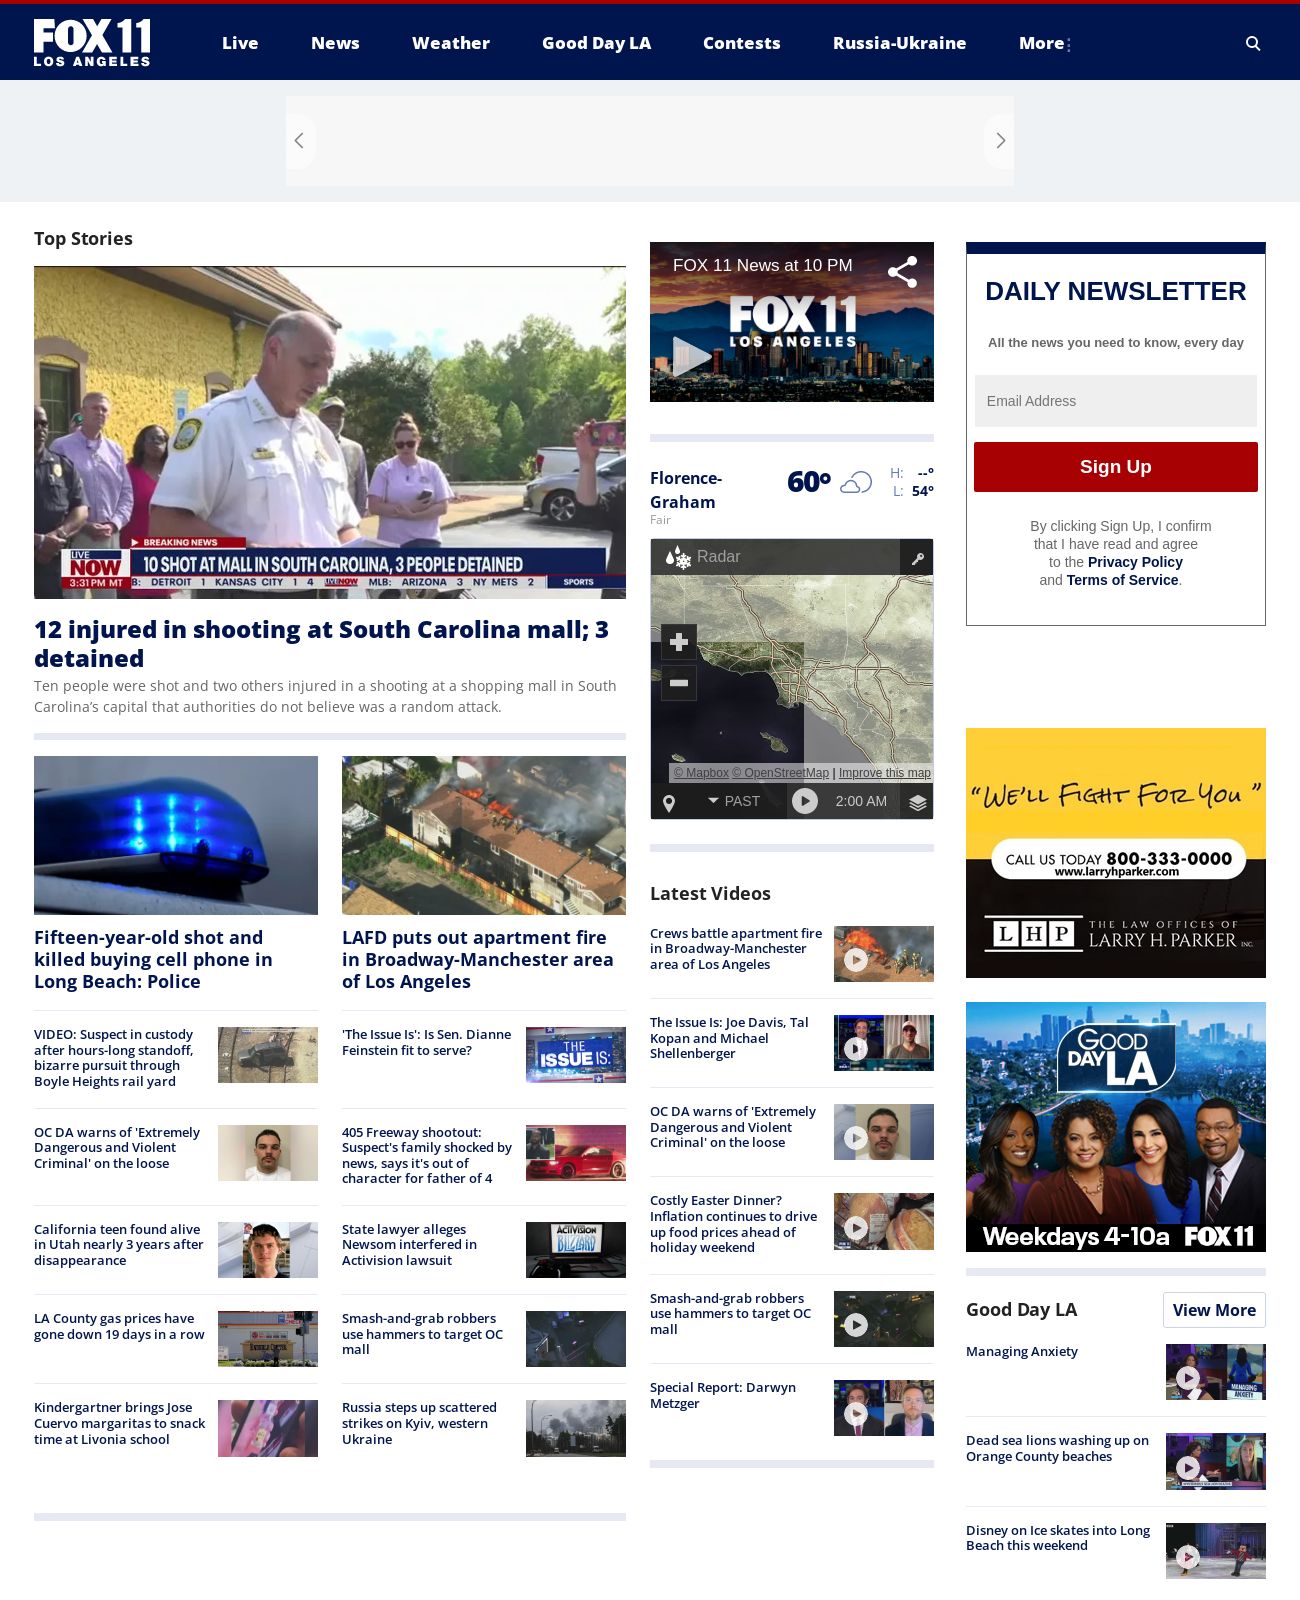 FOX 11
LOS ANGELES
Live
News
Weather
Good Day LA
Contests
Russia-Ukraine
More
Top Stories
LIVE
NOW
3:31 PM MT
BREAKING NEWS
10 SHOT AT MALL IN SOUTH CAROLINA, 3 PEOPLE DETAINED
B: DETROIT 1 KANSAS CITY 1 4 LIVENOW MLB: ARIZONA 3 NY METS 2 SPORTS
12 injured in shooting at South Carolina mall; 3
detained
Ten people were shot and two others injured in a shooting at a shopping mall in South
Carolina’s capital that authorities do not believe was a random attack.
Fifteen-year-old shot and
killed buying cell phone in
Long Beach: Police
VIDEO: Suspect in custody
after hours-long standoff,
bizarre pursuit through
Boyle Heights rail yard
OC DA warns of 'Extremely
Dangerous and Violent
Criminal' on the loose
California teen found alive
in Utah nearly 3 years after
disappearance
LA County gas prices have
gone down 19 days in a row
Kindergartner brings Jose
Cuervo margaritas to snack
time at Livonia school
LAFD puts out apartment fire
in Broadway-Manchester area
of Los Angeles
'The Issue Is': Is Sen. Dianne
Feinstein fit to serve?
THE
ISSUE IS:
405 Freeway shootout:
Suspect's family shocked by
news, says it's out of
character for father of 4
State lawyer alleges
Newsom interfered in
Activision lawsuit
ACTIVISION
BLIZZARD
Smash-and-grab robbers
use hammers to target OC
mall
Russia steps up scattered
strikes on Kyiv, western
Ukraine
FOX 11 News at 10 PM
FOX 11
LOS ANGELES
Florence-
Graham
Fair
60º
H: --º
L: 54º
Radar
© Mapbox © OpenStreetMap | Improve this map
PAST
2:00 AM
Latest Videos
Crews battle apartment fire
in Broadway-Manchester
area of Los Angeles
The Issue Is: Joe Davis, Tal
Kopan and Michael
Shellenberger
OC DA warns of 'Extremely
Dangerous and Violent
Criminal' on the loose
Costly Easter Dinner?
Inflation continues to drive
up food prices ahead of
holiday weekend
Smash-and-grab robbers
use hammers to target OC
mall
Special Report: Darwyn
Metzger
DAILY NEWSLETTER
All the news you need to know, every day
Email Address
Sign Up
By clicking Sign Up, I confirm
that I have read and agree
to the Privacy Policy
and Terms of Service.
“WE'LL FIGHT FOR YOU”
CALL US TODAY 800-333-0000
www.larryhparker.com
LHP
THE LAW OFFICES OF
LARRY H. PARKER INC.
GOOD
DAY LA
Weekdays 4-10a FOX 11
Good Day LA
View More
Managing Anxiety
MANAGING
ANXIETY
Dead sea lions washing up on
Orange County beaches
Disney on Ice skates into Long
Beach this weekend